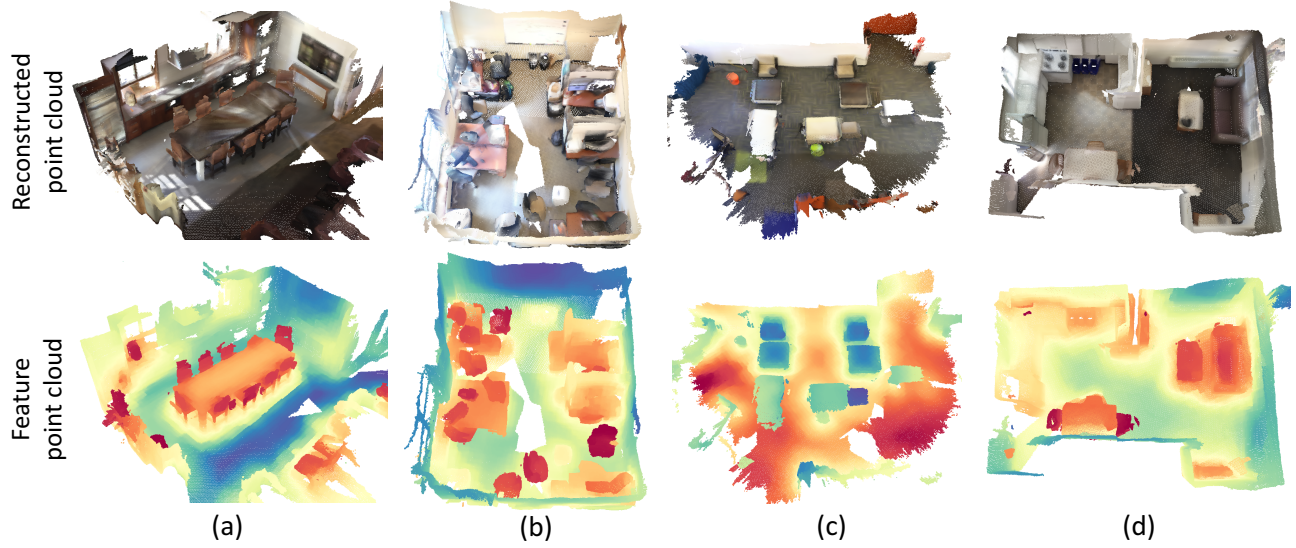 Reconstructed
point cloud
Feature
point cloud
(a)
(b)
(c)
(d)